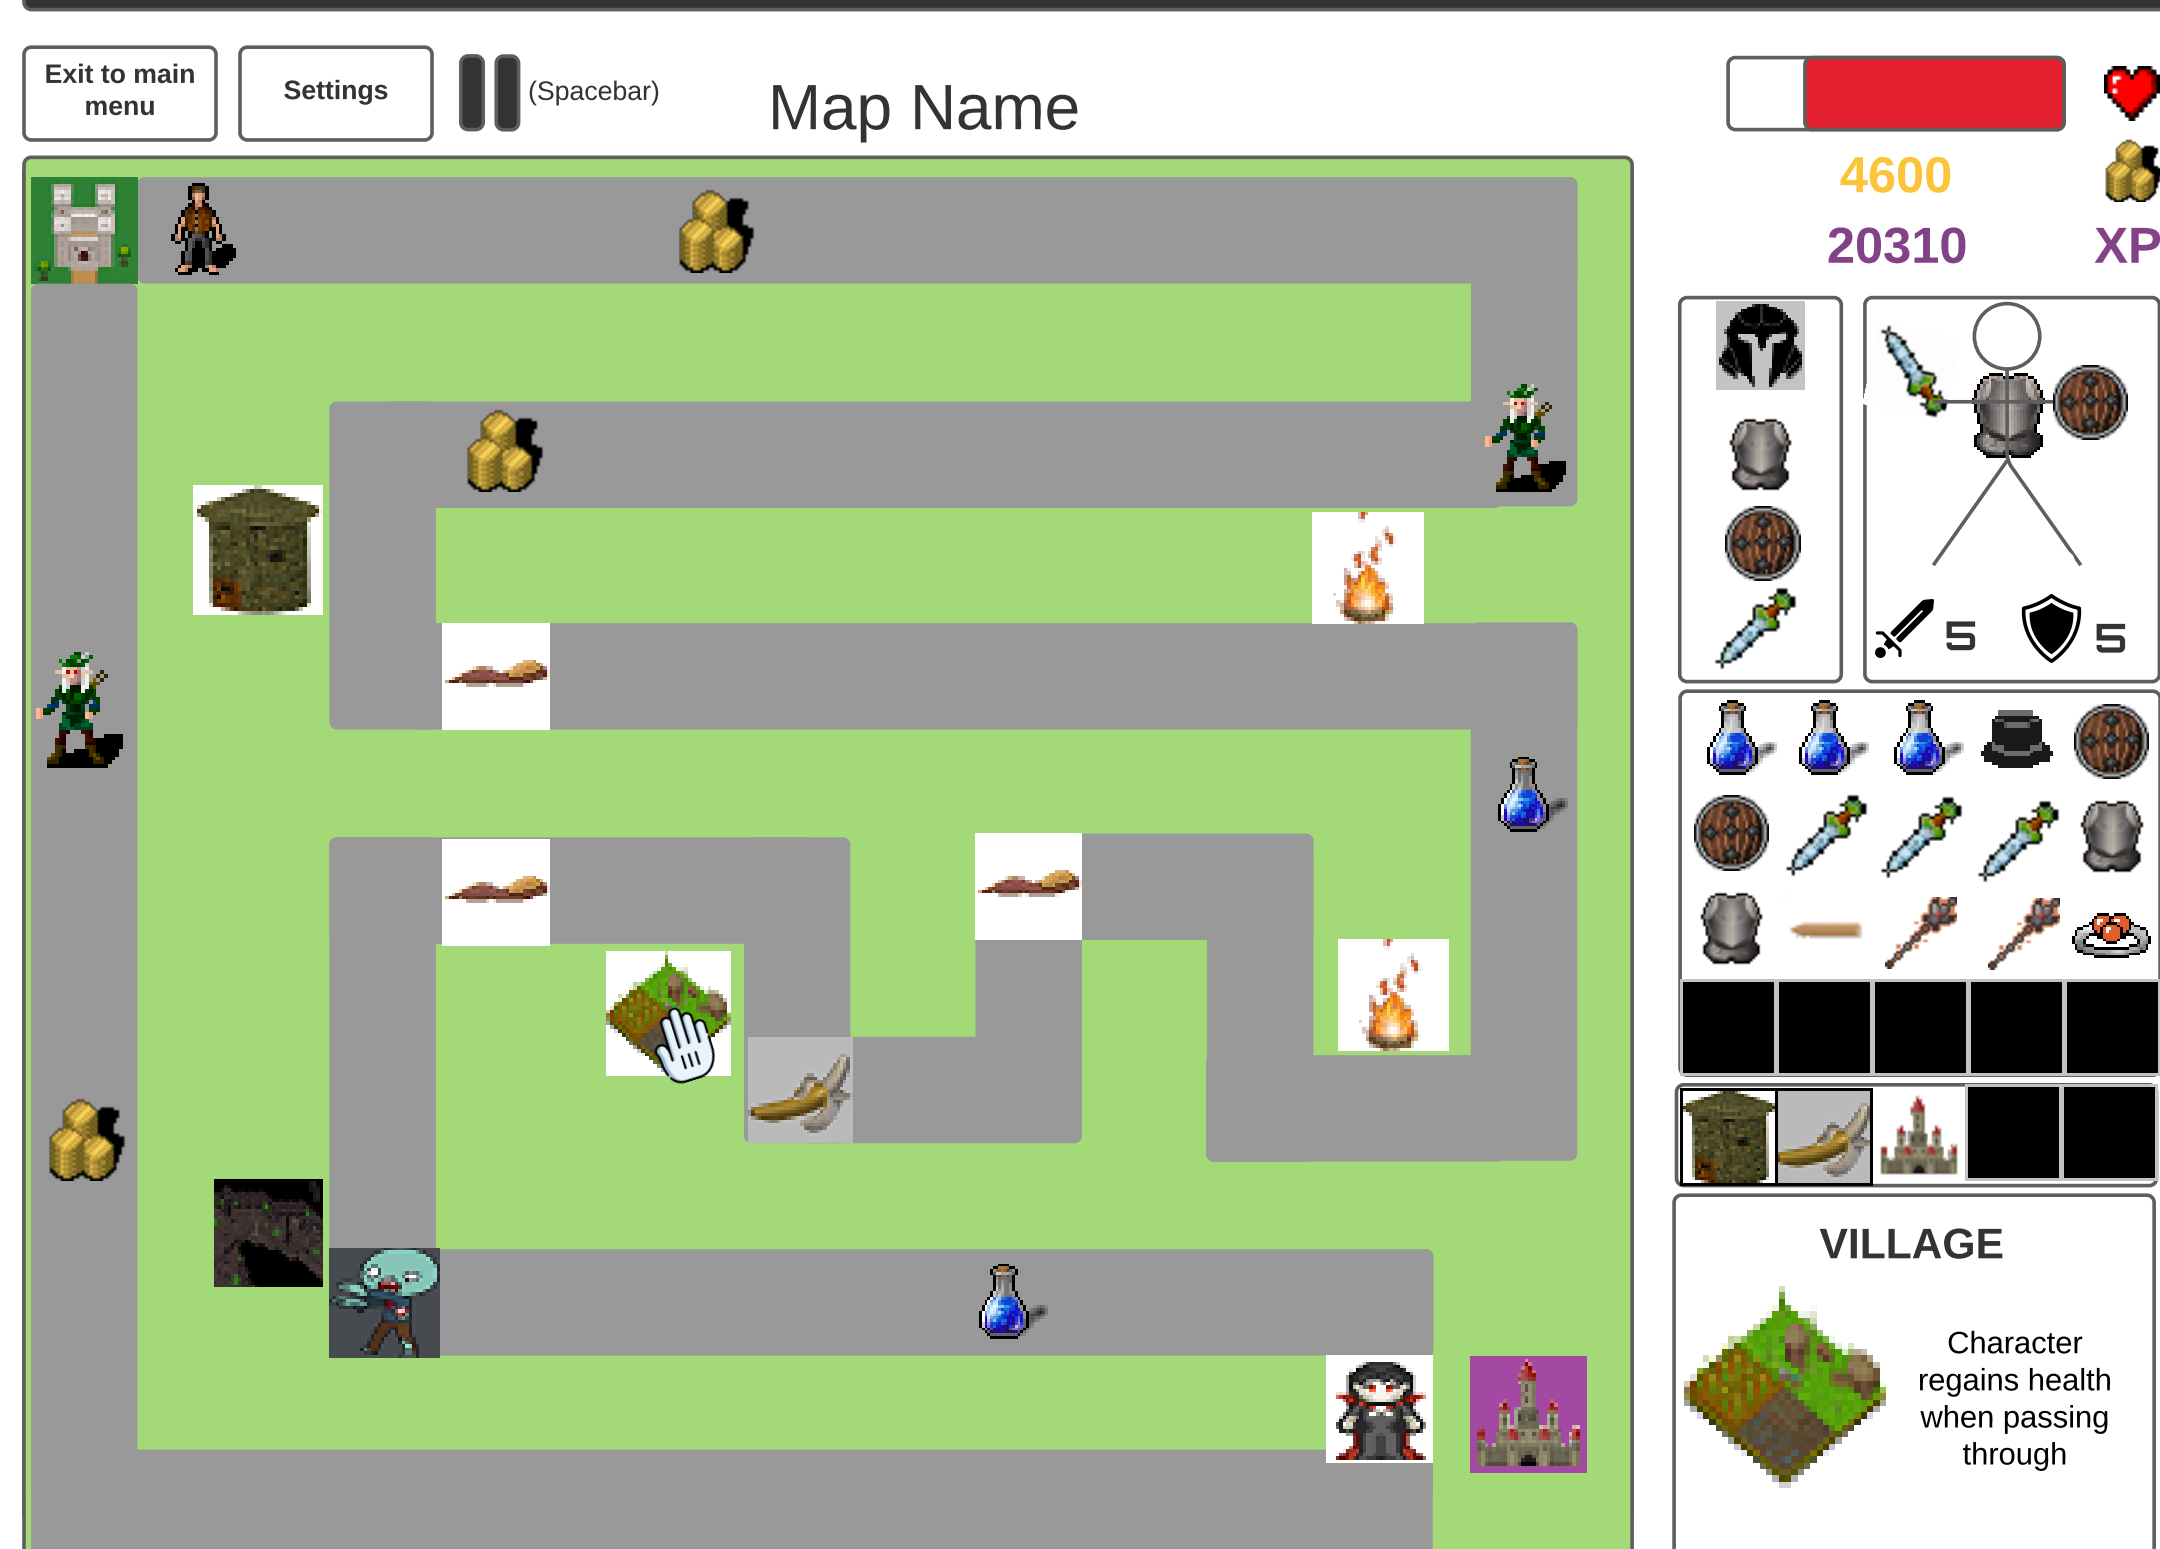 Exit to main
menu
Settings
(Spacebar)
Map Name
4600
20310
XP
5
5
VILLAGE
Character
regains health
when passing
through